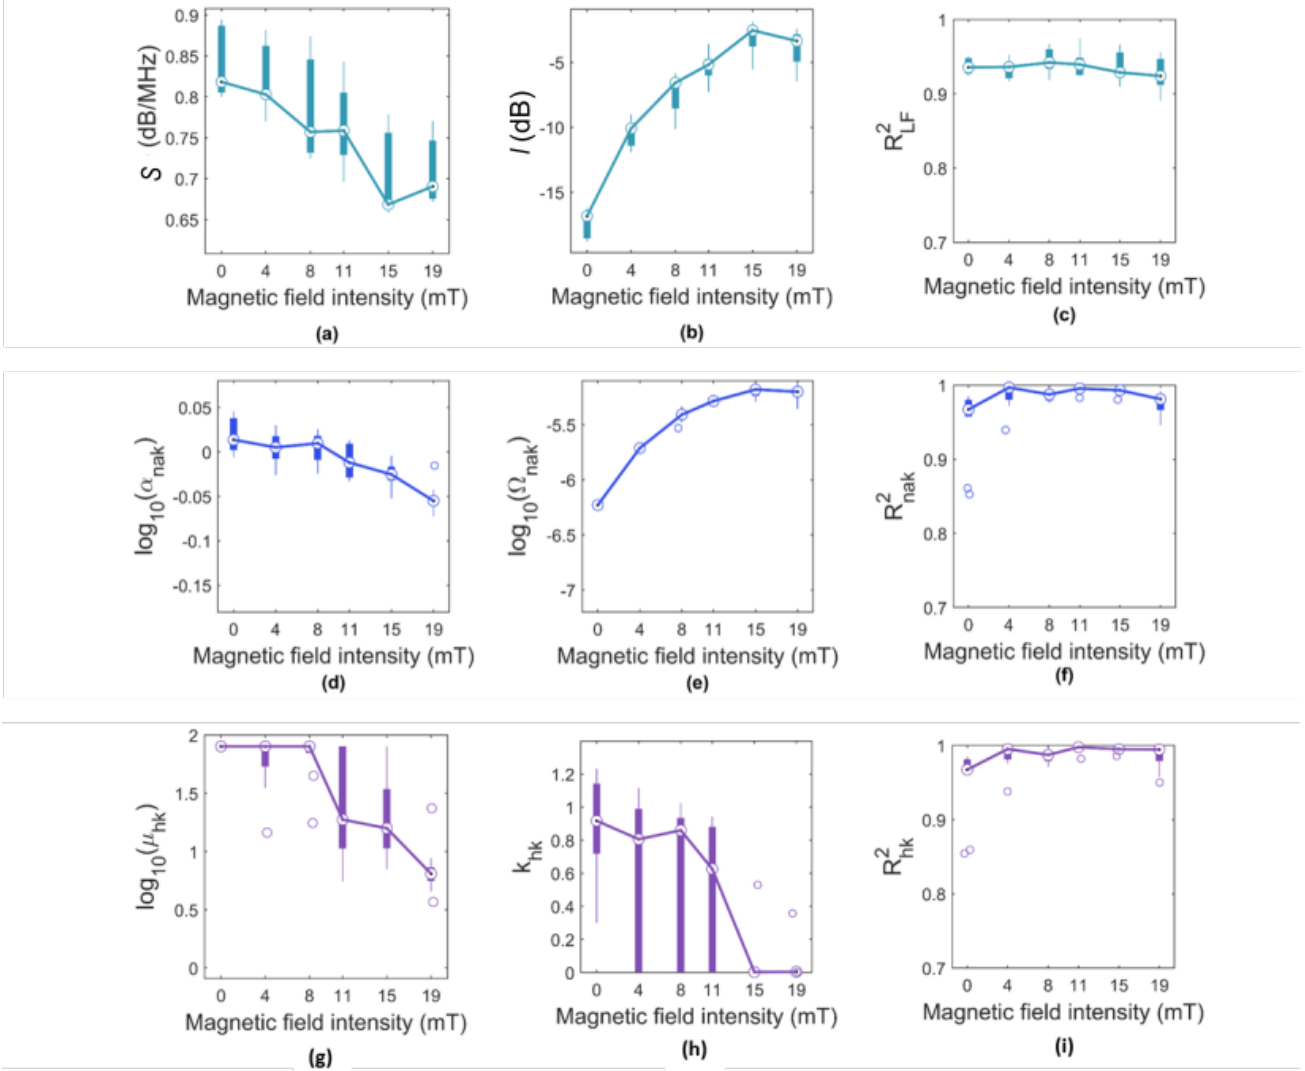 S (dB/MHz)
0.9
0.85
0.8
0.75
0.7
0.65
0 4 8 11 15 19
Magnetic field intensity (mT)
(a)
I (dB)
-5
-10
-15
0 4 8 11 15 19
Magnetic field intensity (mT)
(b)
R²LF
1
0.9
0.8
0.7
0 4 8 11 15 19
Magnetic field intensity (mT)
(c)
log10(αnak)
0.05
0
-0.05
-0.1
-0.15
0 4 8 11 15 19
Magnetic field intensity (mT)
(d)
log10(Ωnak)
-5.5
-6
-6.5
-7
0 4 8 11 15 19
Magnetic field intensity (mT)
(e)
R²nak
1
0.9
0.8
0.7
0 4 8 11 15 19
Magnetic field intensity (mT)
(f)
log10(μhk)
2
1.5
1
0.5
0
0 4 8 11 15 19
Magnetic field intensity (mT)
(g)
khk
1.2
1
0.8
0.6
0.4
0.2
0
0 4 8 11 15 19
Magnetic field intensity (mT)
(h)
R²hk
1
0.9
0.8
0.7
0 4 8 11 15 19
Magnetic field intensity (mT)
(i)